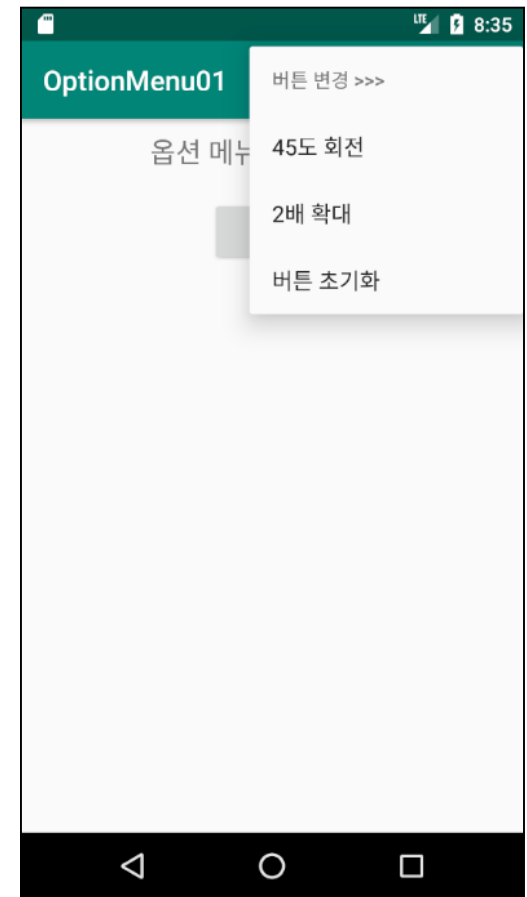 LTE 8:35
OptionMenu01
버튼 변경 >>>
옵션 메뉴
45도 회전
2배 확대
버튼 초기화